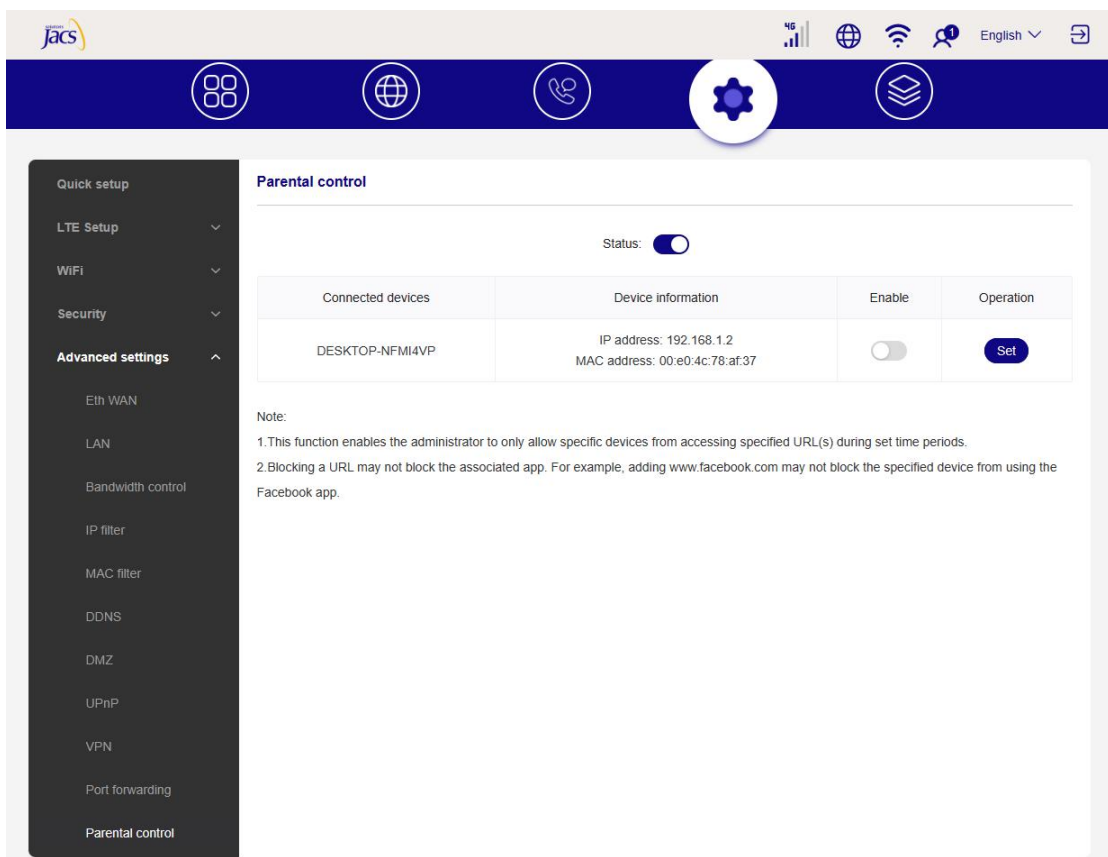 solutions
jacs
4G
1
English
Quick setup
LTE Setup
WiFi
Security
Advanced settings
Eth WAN
LAN
Bandwidth control
IP filter
MAC filter
DDNS
DMZ
UPnP
VPN
Port forwarding
Parental control
Parental control
Status:
Connected devices Device information Enable Operation
DESKTOP-NFMI4VP IP address: 192.168.1.2
MAC address: 00:e0:4c:78:af:37
Set
Note:
1.This function enables the administrator to only allow specific devices from accessing specified URL(s) during set time periods.
2.Blocking a URL may not block the associated app. For example, adding www.facebook.com may not block the specified device from using the
Facebook app.